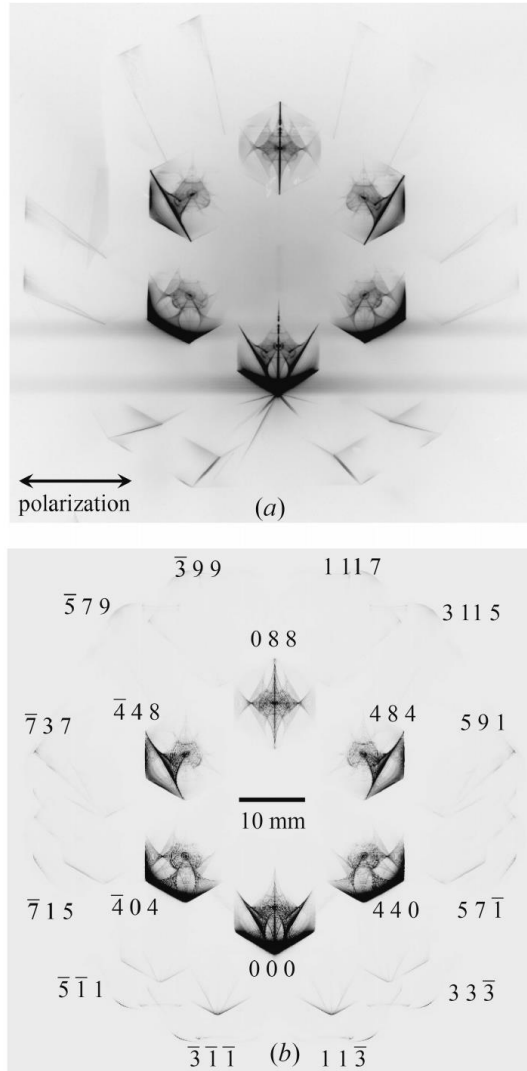 polarization
(a)
3̅ 9 9
1 11 7
5̅ 7 9
3 11 5
0 8 8
7̅ 3 7
4̅ 4 8
4 8 4
5 9 1
10 mm
7̅ 1 5
4̅ 0 4
4 4 0
5 7 1̅
0 0 0
5̅ 1̅ 1
3 3 3̅
3̅ 1̅ 1̅
(b)
1 1 3̅